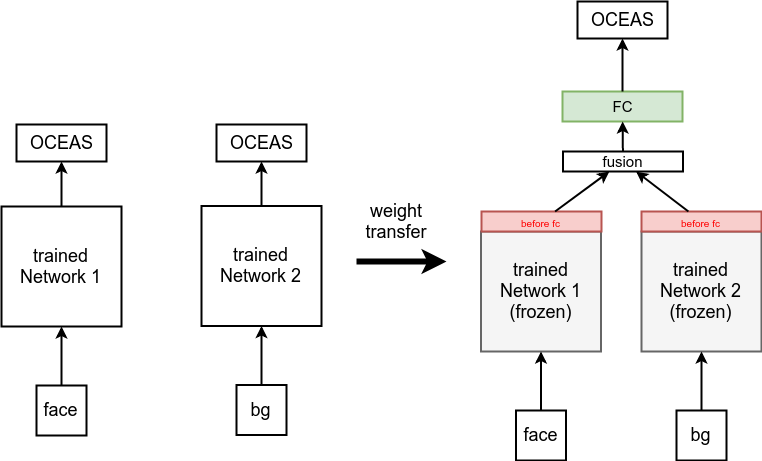 OCEAS
OCEAS
trained
Network 1
trained
Network 2
face
bg
weight
transfer
OCEAS
FC
fusion
before fc
before fc
trained
Network 1
(frozen)
trained
Network 2
(frozen)
face
bg